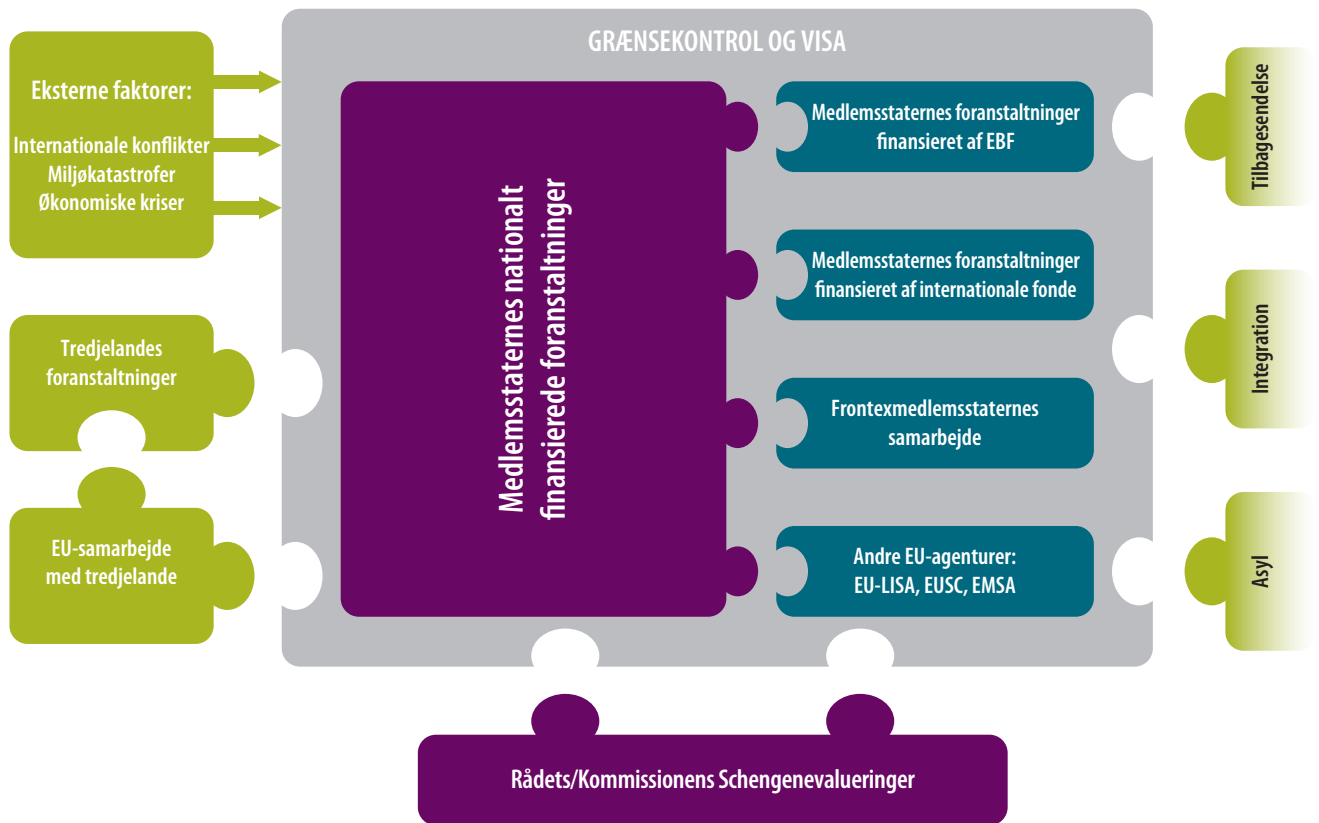 GRÆNSEKONTROL OG VISA
Eksterne faktorer:
Internationale konflikter
Miljøkatastrofer
Økonomiske kriser
Tredjelandes
foranstaltninger
EU-samarbejde
med tredjelande
Medlemsstaternes nationalt
finansierede foranstaltninger
Medlemsstaternes foranstaltninger
finansieret af EBF
Medlemsstaternes foranstaltninger
finansieret af internationale fonde
Frontexmedlemsstaternes
samarbejde
Andre EU-agenturer:
EU-LISA, EUSC, EMSA
Tilbagesendelse
Integration
Asyl
Rådets/Kommissionens Schengenevalueringer